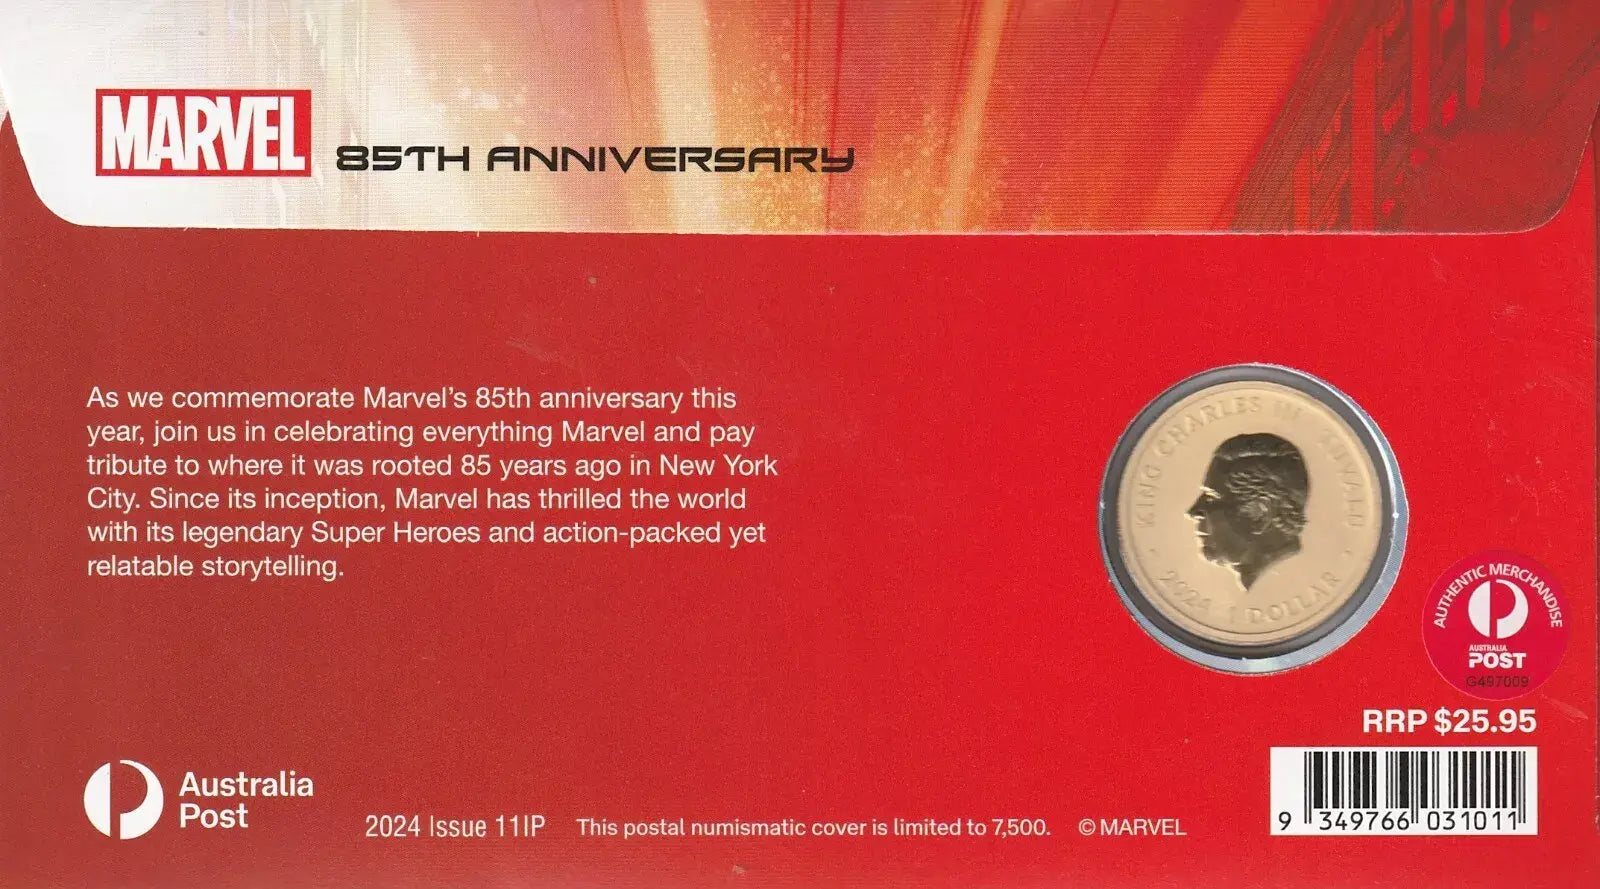 MARVEL 85TH ANNIVERSARY
As we commemorate Marvel's 85th anniversary this
year, join us in celebrating everything Marvel and pay
tribute to where it was rooted 85 years ago in New York
City. Since its inception, Marvel has thrilled the world
with its legendary Super Heroes and action-packed yet
relatable storytelling.
KING CHARLES III TUVALU
2024 1 DOLLAR
AUTHENTIC MERCHANDISE
AUSTRALIA
POST
G497009
RRP $25.95
9 349766 031011
Australia
Post
2024 Issue 11IP This postal numismatic cover is limited to 7,500. © MARVEL